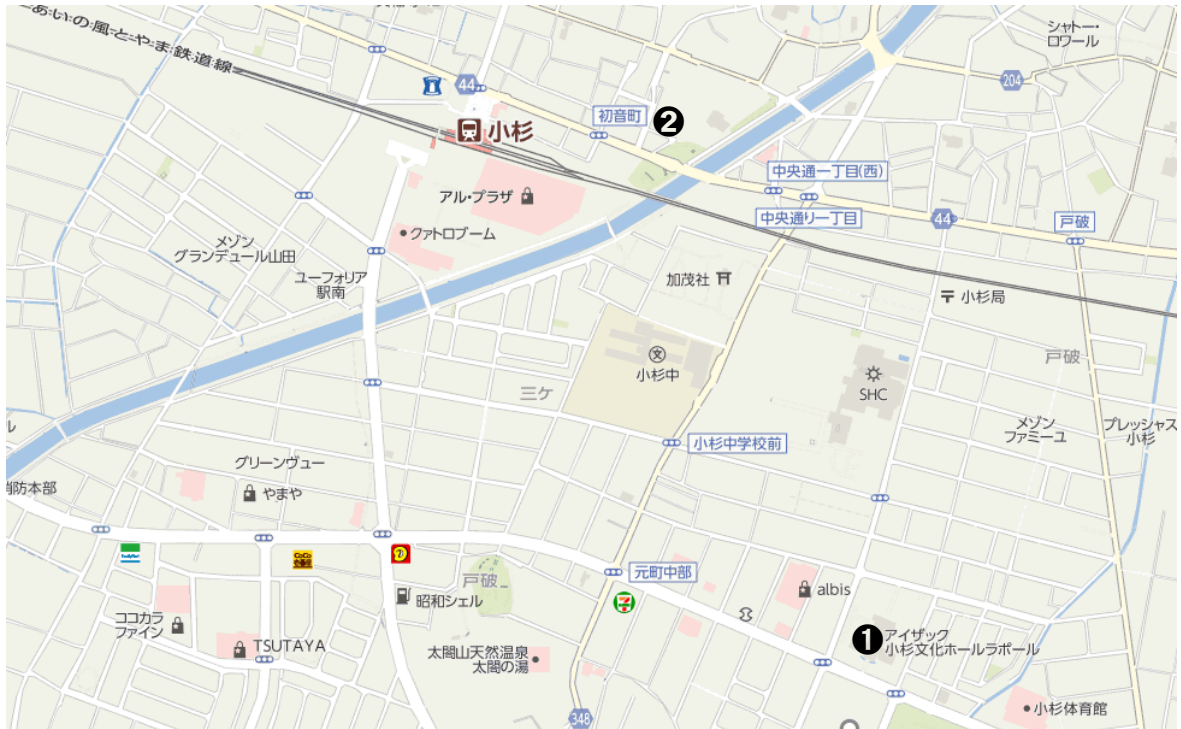 あいの風とやま鉄道線
シャトー・
ロワール
44
204
初音町
❷
小杉
中央通一丁目(西)
アル・プラザ
中央通り一丁目
44
戸破
クァトロブーム
メゾン
グランデュール山田
ユーフォリア
駅南
加茂社
小杉局
文
小杉中
戸破
SHC
三ケ
メゾン
ファミーユ
プレッシャス
小杉
ル
小杉中学校前
グリーンヴュー
消防本部
やまや
FamilyMart
CoCo
壱番屋
元町中部
戸破
昭和シェル
albis
7
ココカラ
ファイン
TSUTAYA
❶
アイザック
小杉文化ホールラポール
太閤山天然温泉
太閤の湯
348
小杉体育館